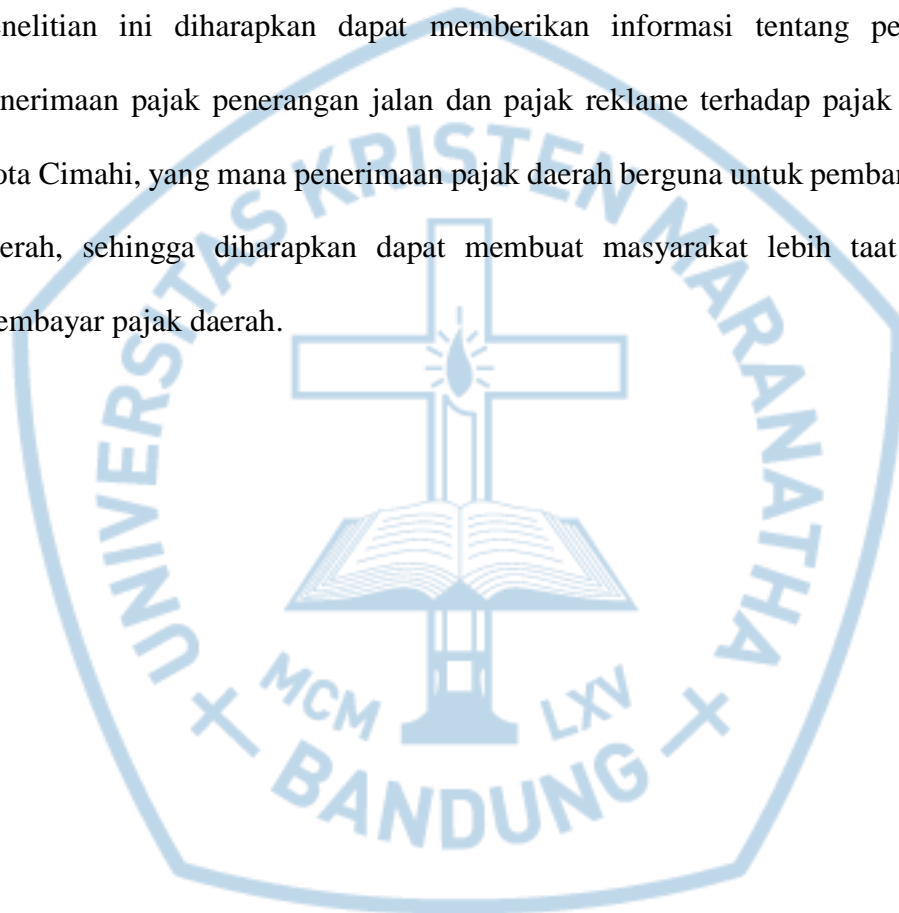 enelitian ini diharapkan dapat memberikan informasi tentang pe
nerimaan pajak penerangan jalan dan pajak reklame terhadap pajak
ota Cimahi, yang mana penerimaan pajak daerah berguna untuk pembar
erah, sehingga diharapkan dapat membuat masyarakat lebih taat
embayar pajak daerah.
UNIVERSITAS KRISTEN MARANATHA
MCM LXV
BANDUNG